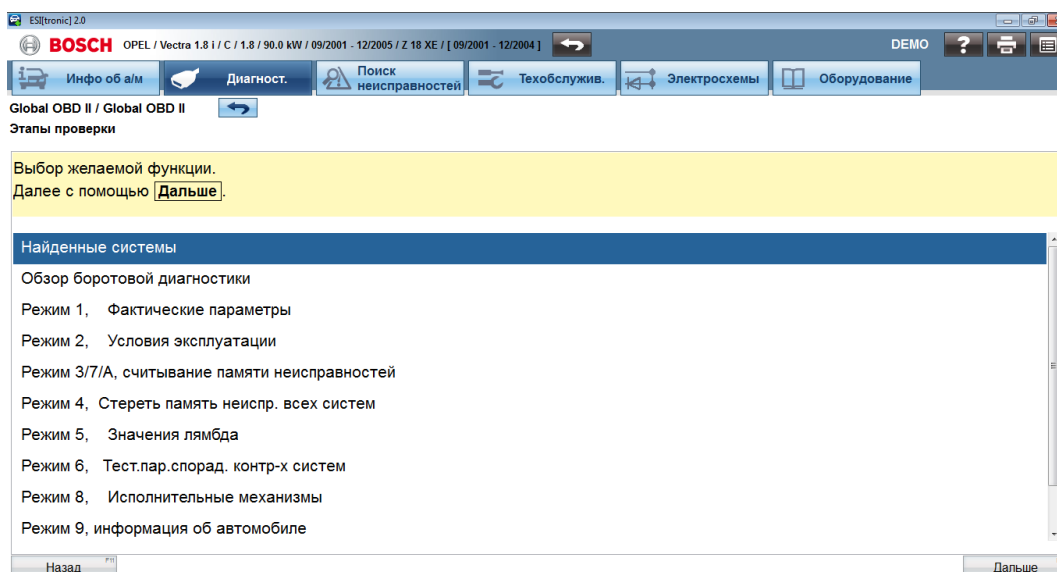 ESI[tronic] 2.0
BOSCH OPEL / Vectra 1.8 i / C / 1.8 / 90.0 kW / 09/2001 - 12/2005 / Z 18 XE / [ 09/2001 - 12/2004 ] DEMO ?
Инфо об а/м Диагност. Поиск неисправностей Техобслужив. Электросхемы Оборудование
Global OBD II / Global OBD II
Этапы проверки
Выбор желаемой функции.
Далее с помощью Дальше.
Найденные системы
Обзор боротовой диагностики
Режим 1, Фактические параметры
Режим 2, Условия эксплуатации
Режим 3/7/A, считывание памяти неисправностей
Режим 4, Стереть память неиспр. всех систем
Режим 5, Значения лямбда
Режим 6, Тест.пар.спорад. контр-х систем
Режим 8, Исполнительные механизмы
Режим 9, информация об автомобиле
Назад F11 Дальше